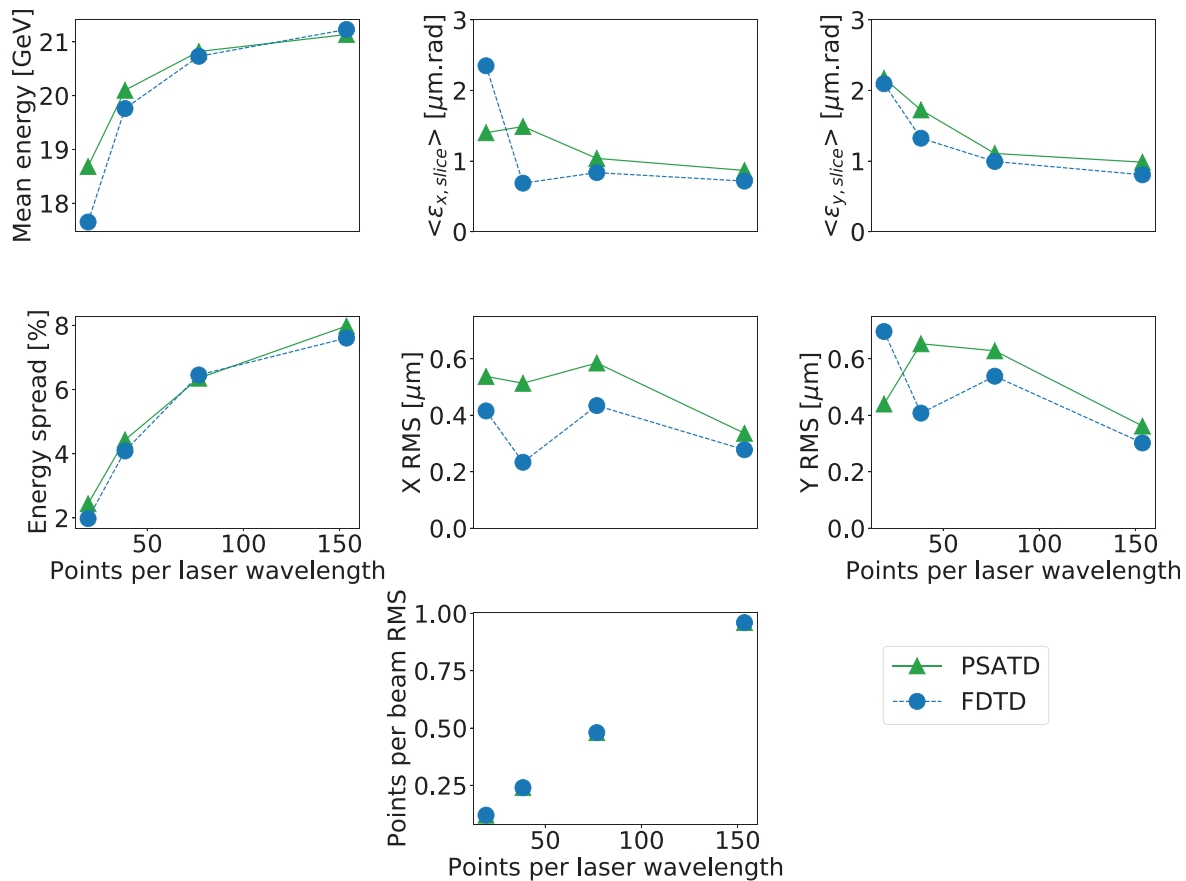 Mean energy [GeV]
21
20
19
18
<εx, slice> [μm.rad]
3
2
1
0
<εy, slice> [μm.rad]
3
2
1
0
Energy spread [%]
8
6
4
2
50 100 150
Points per laser wavelength
X RMS [μm]
0.6
0.4
0.2
0.0
Y RMS [μm]
0.6
0.4
0.2
0.0
50 100 150
Points per laser wavelength
Points per beam RMS
1.00
0.75
0.50
0.25
50 100 150
Points per laser wavelength
PSATD
FDTD